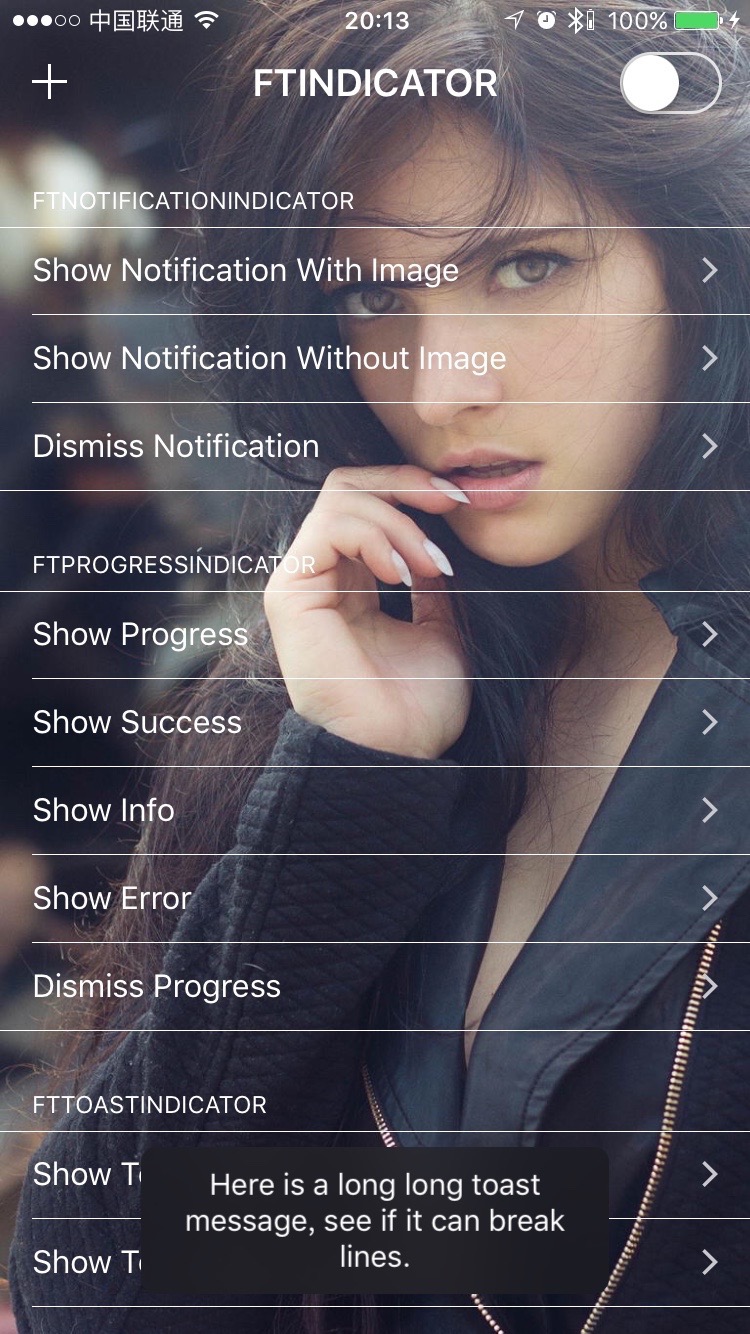 中国联通 20:13 100%
FTINDICATOR
FTNOTIFICATIONINDICATOR
Show Notification With Image
Show Notification Without Image
Dismiss Notification
FTPROGRESSINDICATOR
Show Progress
Show Success
Show Info
Show Error
Dismiss Progress
FTTOASTINDICATOR
Show
Here is a long long toast
message, see if it can break
lines.
Show